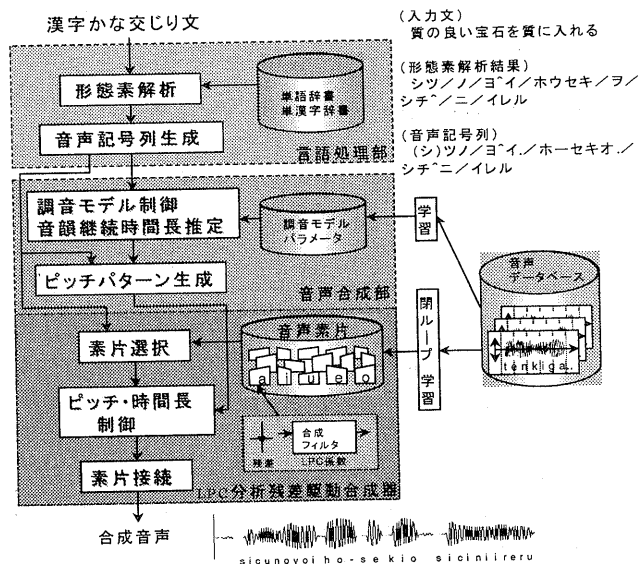 漢字かな交じり文
形態素解析
単語辞書
単漢字辞書
音声記号列生成
言語処理部
(入力文)
質の良い宝石を質に入れる
(形態素解析結果)
シツ/ノ/ヨ^イ/ホウセキ/ヲ/
シチ^/ニ/イレル
(音声記号列)
(シ)ツノ/ヨ^イ./ホーセキオ./
シチ^ニ/イレル
調音モデル制御
音韻継続時間長推定
調音モデル
パラメータ
学習
ピッチパターン生成
音声合成部
音声
データベース
tenkiga..
素片選択
音声素片
a i u e o
閉ループ学習
ピッチ・時間長
制御
残差
合成
フィルタ
LPC係数
素片接続
LPC分析残差駆動合成器
合成音声
sicunoyoi ho-sekio siciniireru